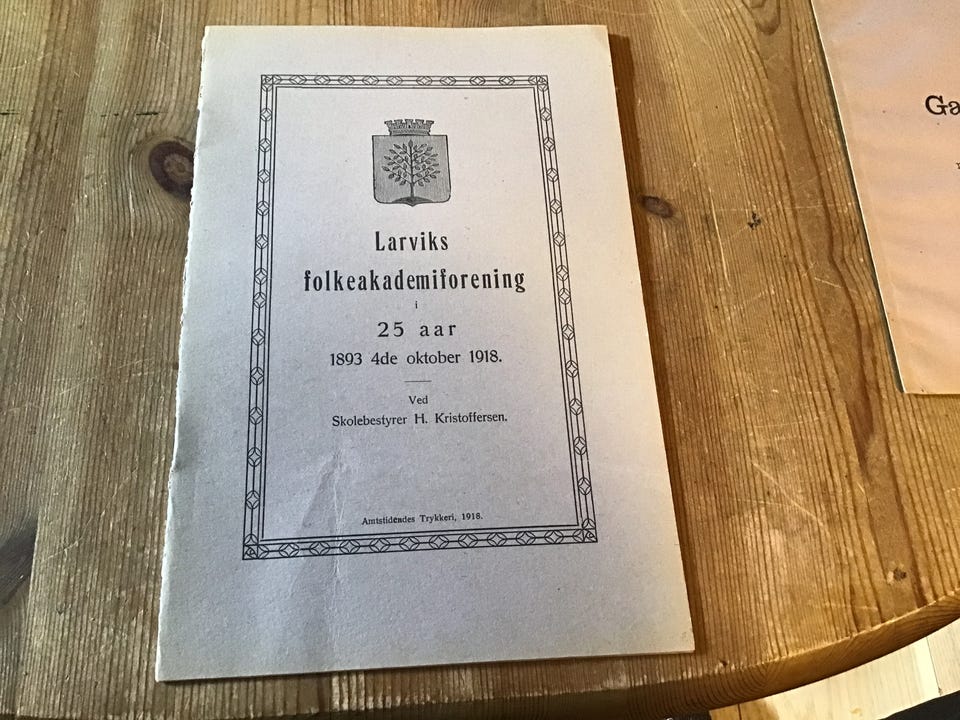 Larviks
folkeakademiforening
i
25 aar
1893 4de oktober 1918.
Ved
Skolebestyrer H. Kristoffersen.
Amtstidendes Trykkeri, 1918.